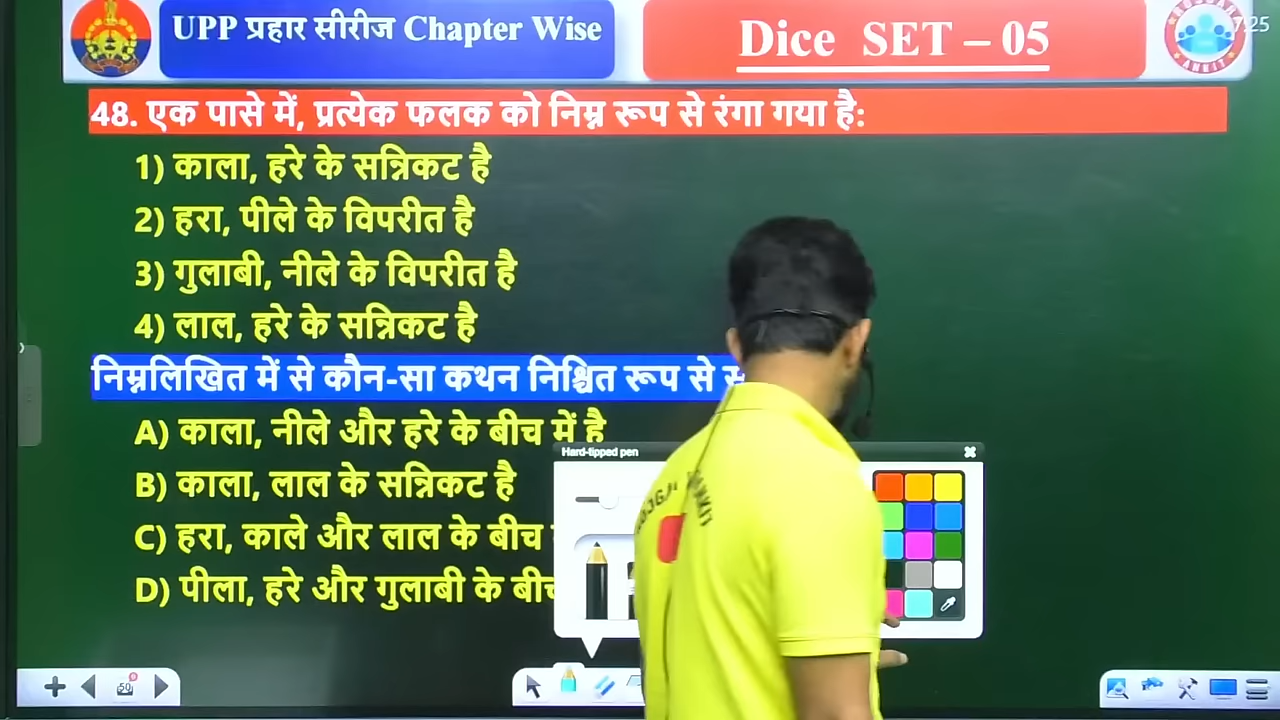 UPP प्रहार सीरीज Chapter Wise
Dice SET – 05
48. एक पासे में, प्रत्येक फलक को निम्न रूप से रंगा गया है:
1) काला, हरे के सन्निकट है
2) हरा, पीले के विपरीत है
3) गुलाबी, नीले के विपरीत है
4) लाल, हरे के सन्निकट है
निम्नलिखित में से कौन-सा कथन निश्चित रूप से
A) काला, नीले और हरे के बीच में है
B) काला, लाल के सन्निकट है
C) हरा, काले और लाल के बीच
D) पीला, हरे और गुलाबी के बीच
Hard-tipped pen
50